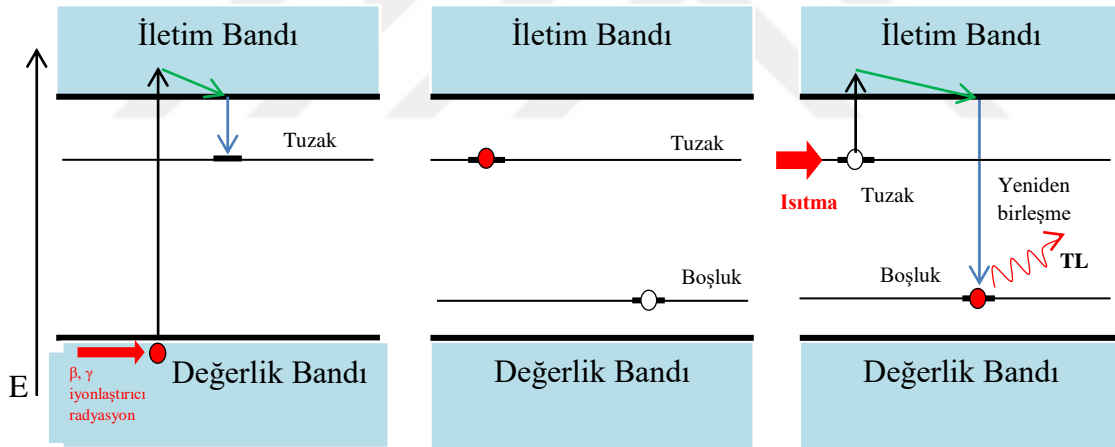 İletim Bandı
Tuzak
β, γ
iyonlaştırıcı
radyasyon
Değerlik Bandı
E
İletim Bandı
Tuzak
Boşluk
Değerlik Bandı
İletim Bandı
Isıtma
Tuzak
Yeniden
birleşme
TL
Boşluk
Değerlik Bandı